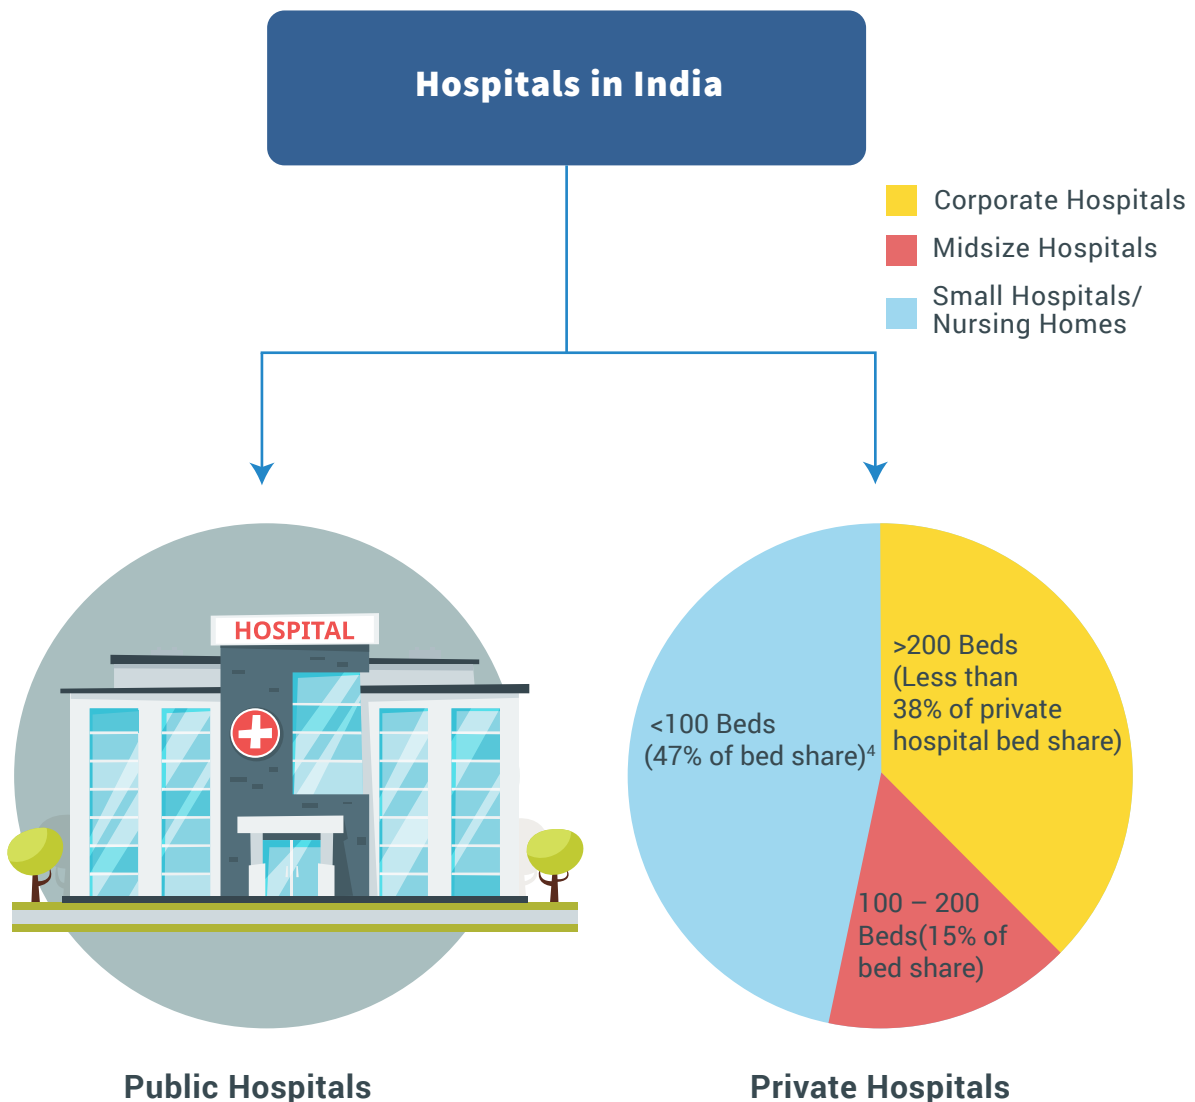 Hospitals in India
Corporate Hospitals
Midsize Hospitals
Small Hospitals/
Nursing Homes
HOSPITAL
>200 Beds
(Less than
38% of private
hospital bed share)
<100 Beds
(47% of bed share)⁴
100 – 200
Beds(15% of
bed share)
Public Hospitals
Private Hospitals